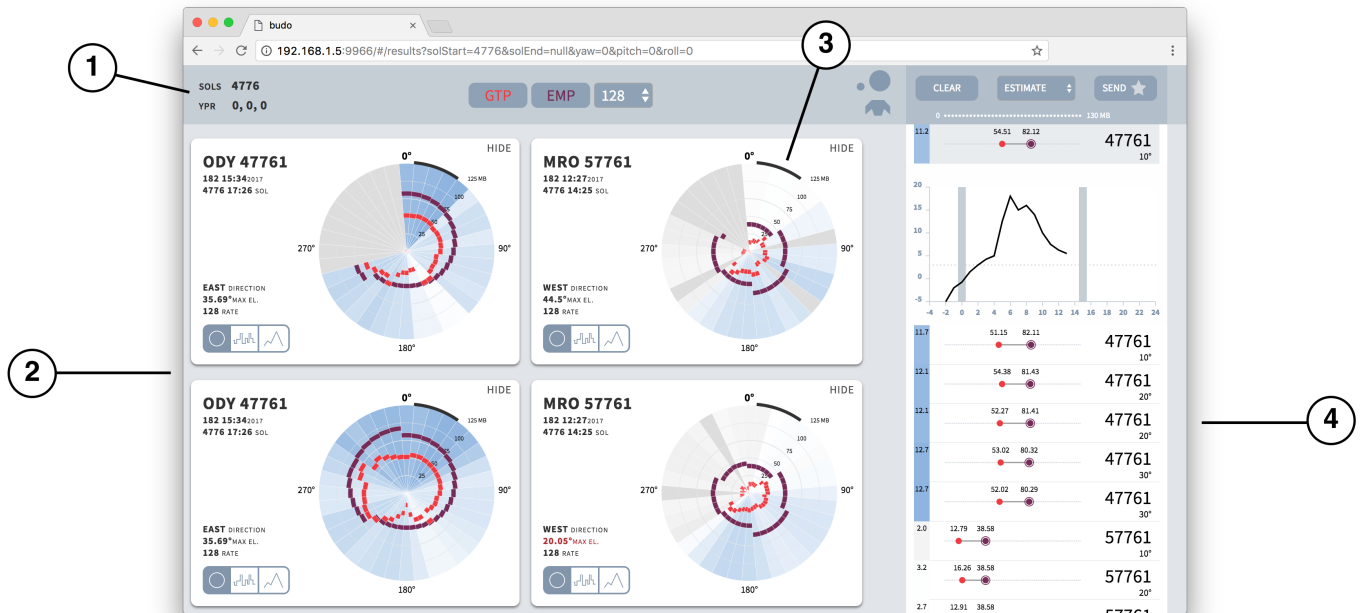 budo ×
192.168.1.5:9966/#/results?solStart=4776&solEnd=null&yaw=0&pitch=0&roll=0
1
2
3
4
SOLS 4776
YPR 0, 0, 0
GTP EMP 128
CLEAR ESTIMATE SEND
0 130 MB
HIDE
ODY 47761
182 15:34 2017
4776 17:26 SOL
0°
125 MB
100
75
50
25
270° 90°
180°
EAST DIRECTION
35.69° MAX EL.
128 RATE
HIDE
MRO 57761
182 12:27 2017
4776 14:25 SOL
0°
125 MB
100
75
50
25
270° 90°
180°
WEST DIRECTION
44.5° MAX EL.
128 RATE
HIDE
ODY 47761
182 15:34 2017
4776 17:26 SOL
0°
125 MB
100
75
50
25
270° 90°
180°
EAST DIRECTION
35.69° MAX EL.
128 RATE
HIDE
MRO 57761
182 12:27 2017
4776 14:25 SOL
0°
125 MB
100
75
50
25
270° 90°
180°
WEST DIRECTION
20.05° MAX EL.
128 RATE
11.2 54.51 82.12 47761
10°
20
15
10
5
0
-5
-4 -2 0 2 4 6 8 10 12 14 16 18 20 22 24
11.7 51.15 82.11 47761
10°
12.1 54.38 81.43 47761
20°
12.1 52.27 81.41 47761
20°
12.7 53.02 80.32 47761
30°
12.7 52.02 80.29 47761
30°
2.0 12.79 38.58 57761
10°
3.2 16.26 38.58 57761
20°
2.7 12.91 38.58 57761